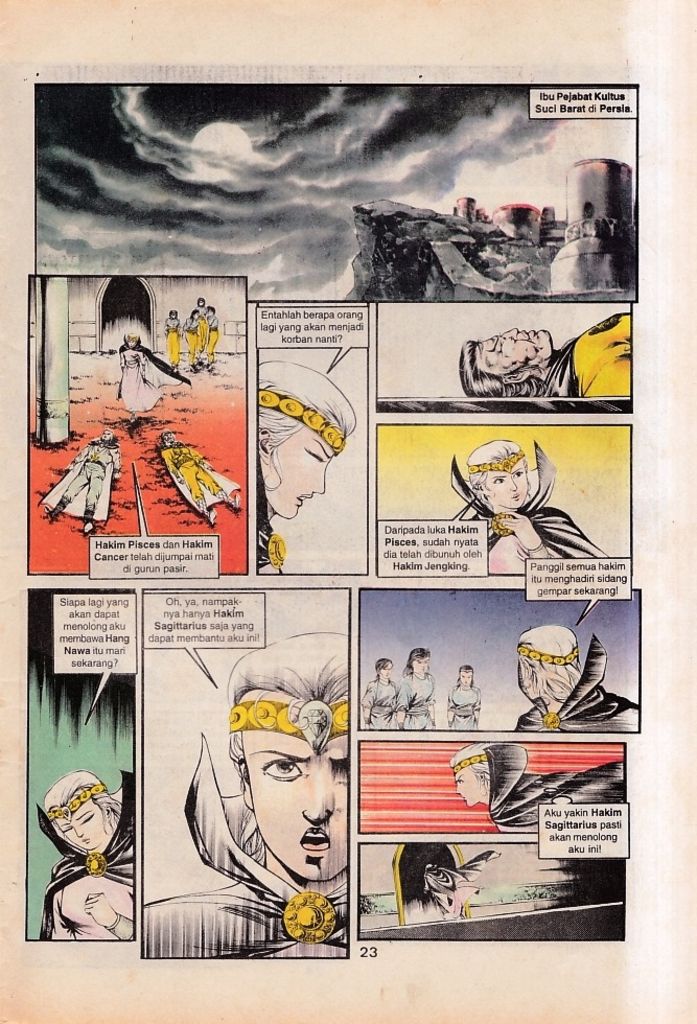 Ibu Pejabat Kultus
Suci Barat di Persia.
Hakim Pisces dan Hakim
Cancer telah dijumpai mati
di gurun pasir.
Entahlah berapa orang
lagi yang akan menjadi
korban nanti?
Daripada luka Hakim
Pisces, sudah nyata
dia telah dibunuh oleh
Hakim Jengking.
Panggil semua hakim
itu menghadiri sidang
gempar sekarang!
Siapa lagi yang
akan dapat
menolong aku
membawa Hang
Nawa itu mari
sekarang?
Oh, ya, nampak-
nya hanya Hakim
Sagittarius saja yang
dapat membantu aku ini!
Aku yakin Hakim
Sagittarius pasti
akan menolong
aku ini!
23